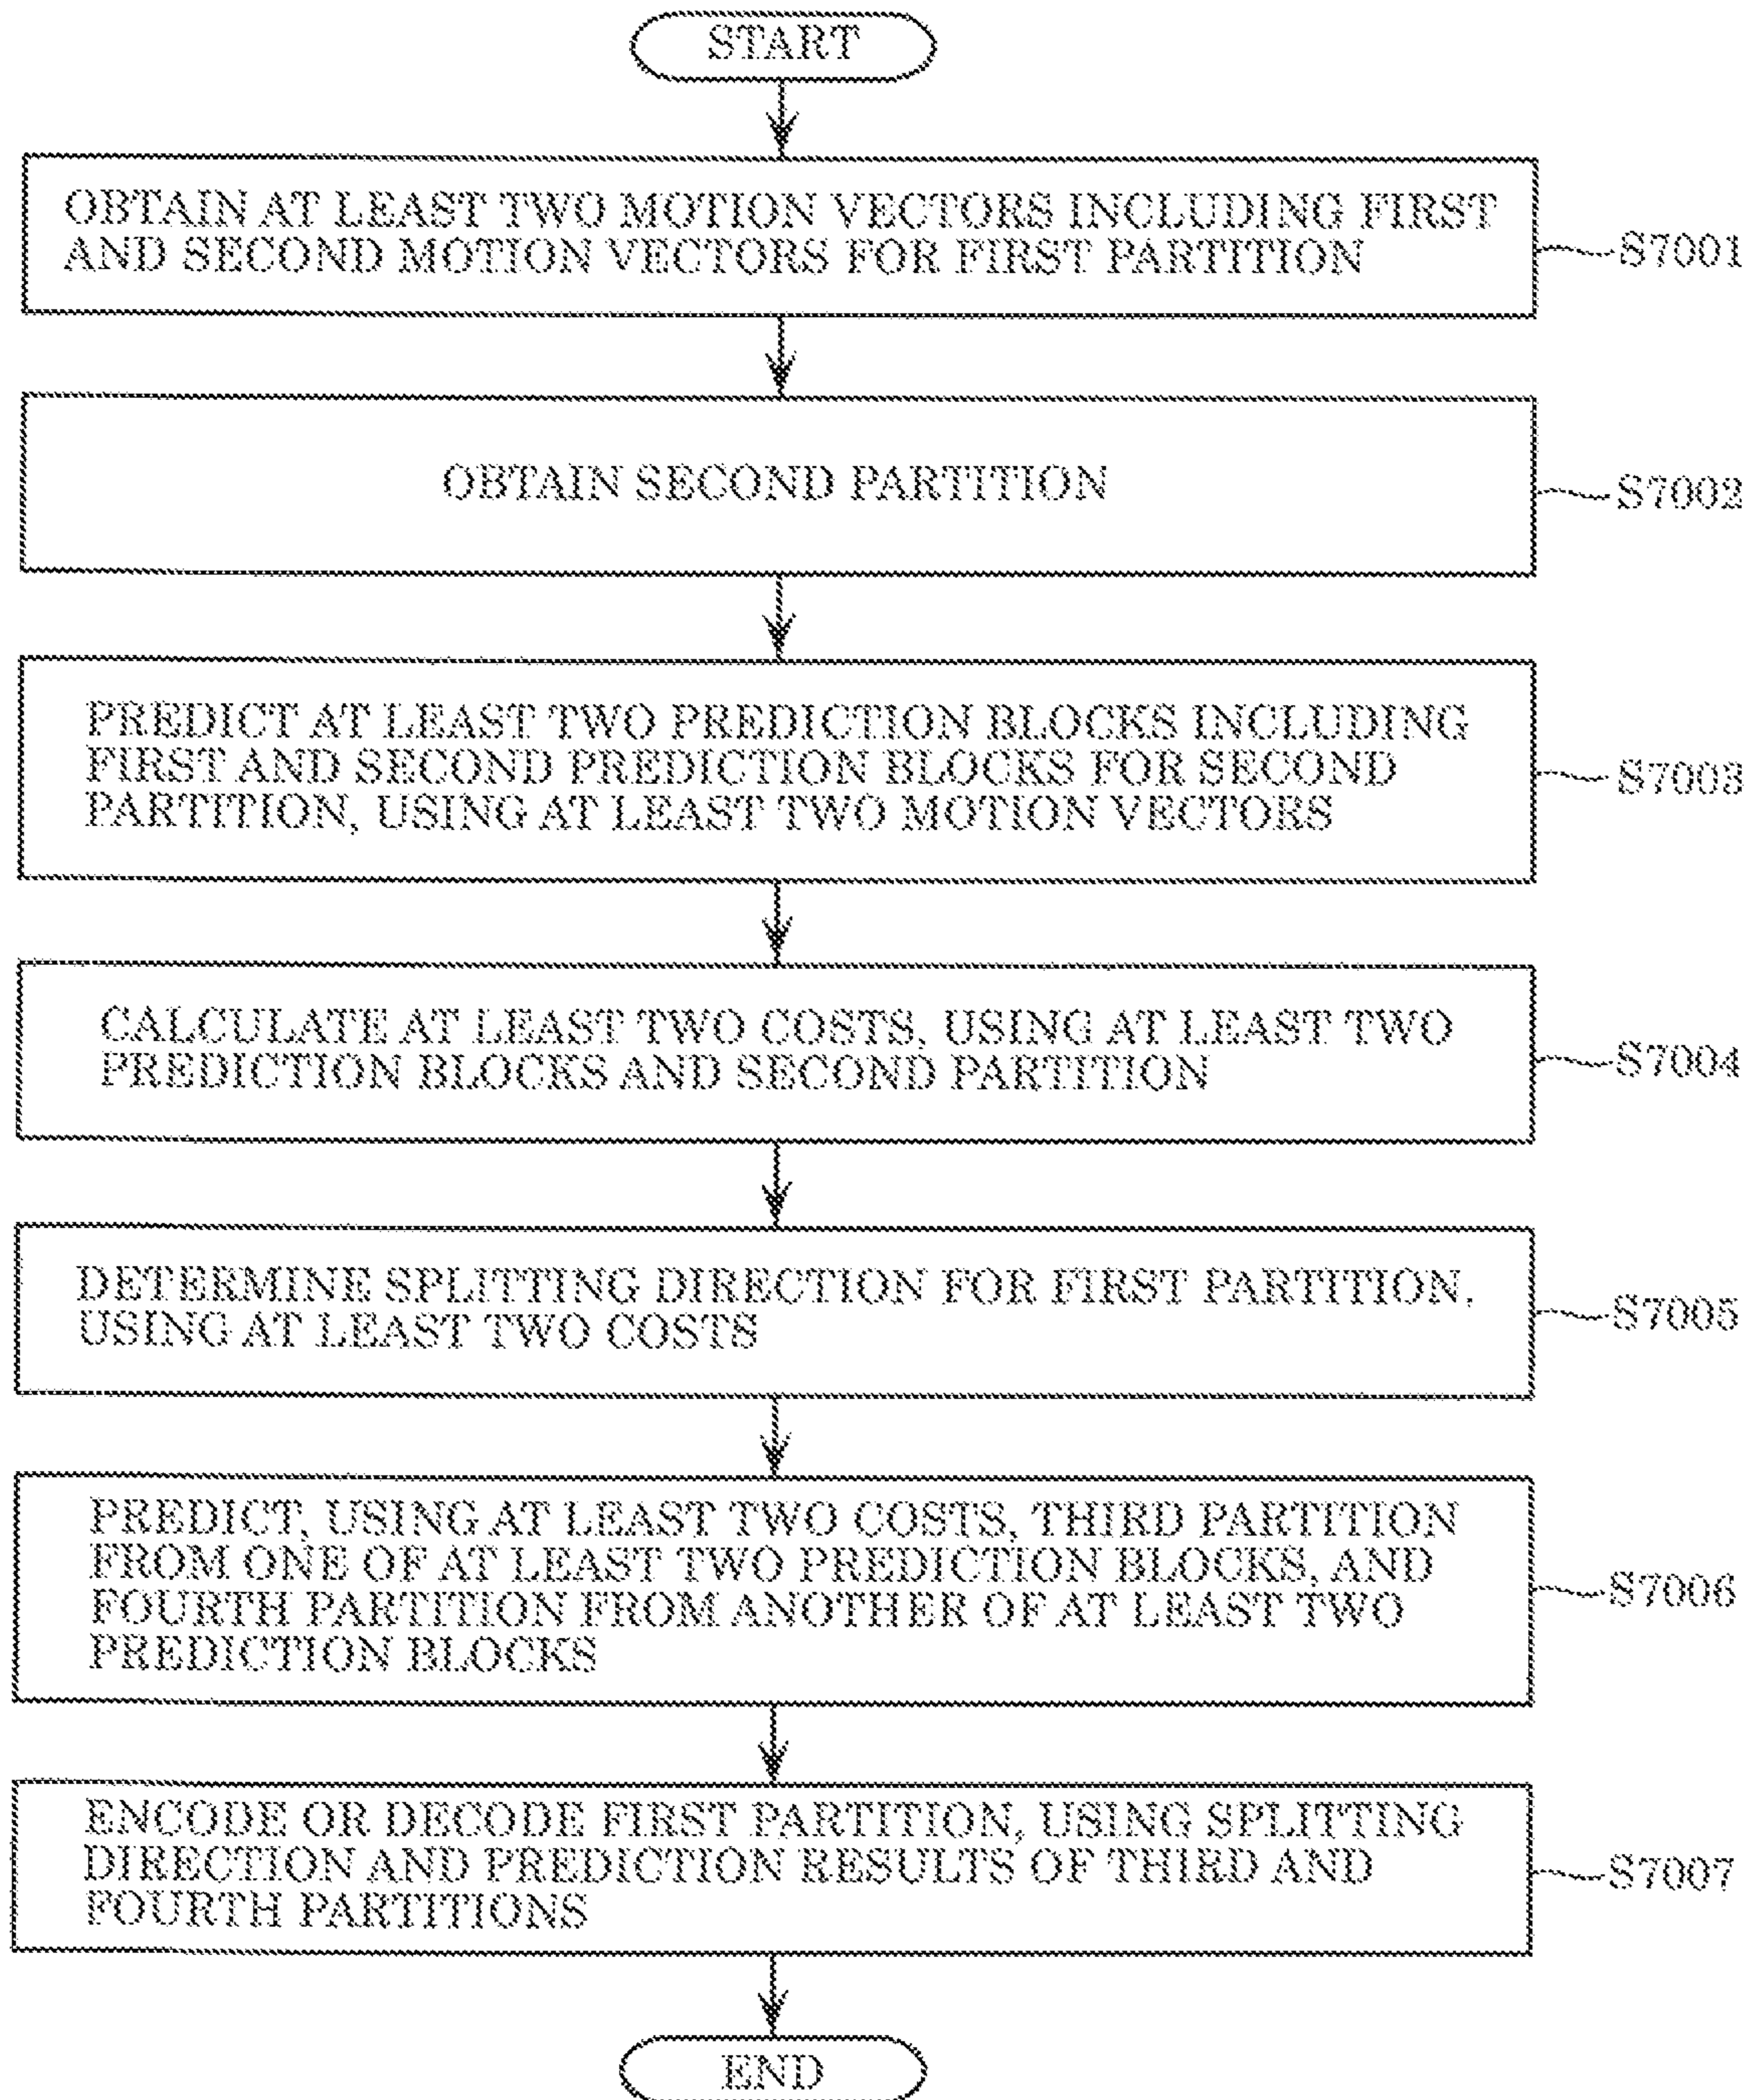 START
OBTAIN AT LEAST TWO MOTION VECTORS INCLUDING FIRST
AND SECOND MOTION VECTORS FOR FIRST PARTITION
S7001
OBTAIN SECOND PARTITION
S7002
PREDICT AT LEAST TWO PREDICTION BLOCKS INCLUDING
FIRST AND SECOND PREDICTION BLOCKS FOR SECOND
PARTITION, USING AT LEAST TWO MOTION VECTORS
S7003
CALCULATE AT LEAST TWO COSTS, USING AT LEAST TWO
PREDICTION BLOCKS AND SECOND PARTITION
S7004
DETERMINE SPLITTING DIRECTION FOR FIRST PARTITION,
USING AT LEAST TWO COSTS
S7005
PREDICT, USING AT LEAST TWO COSTS, THIRD PARTITION
FROM ONE OF AT LEAST TWO PREDICTION BLOCKS, AND
FOURTH PARTITION FROM ANOTHER OF AT LEAST TWO
PREDICTION BLOCKS
S7006
ENCODE OR DECODE FIRST PARTITION, USING SPLITTING
DIRECTION AND PREDICTION RESULTS OF THIRD AND
FOURTH PARTITIONS
S7007
END